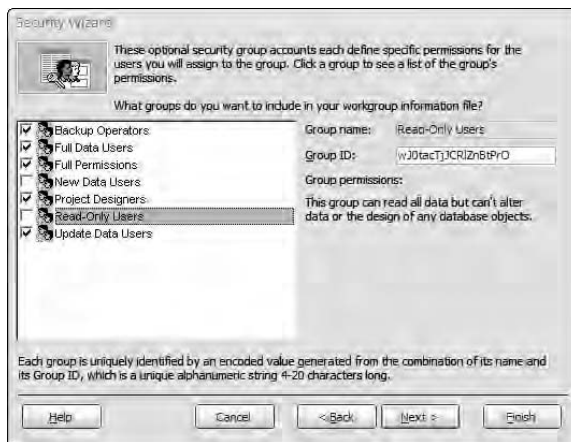 Security Wizard
These optional security group accounts each define specific permissions for the
users you will assign to the group. Click a group to see a list of the group's
permissions.
What groups do you want to include in your workgroup information file?
Backup Operators
Full Data Users
Full Permissions
New Data Users
Project Designers
Read-Only Users
Update Data Users
Group name: Read-Only Users
Group ID:
Group permissions:
This group can read all data but can't alter
data or the design of any database objects.
Each group is uniquely identified by an encoded value generated from the combination of its name and
its Group ID, which is a unique alphanumeric string 4-20 characters long.
Help
Cancel
< Back
Next >
Finish